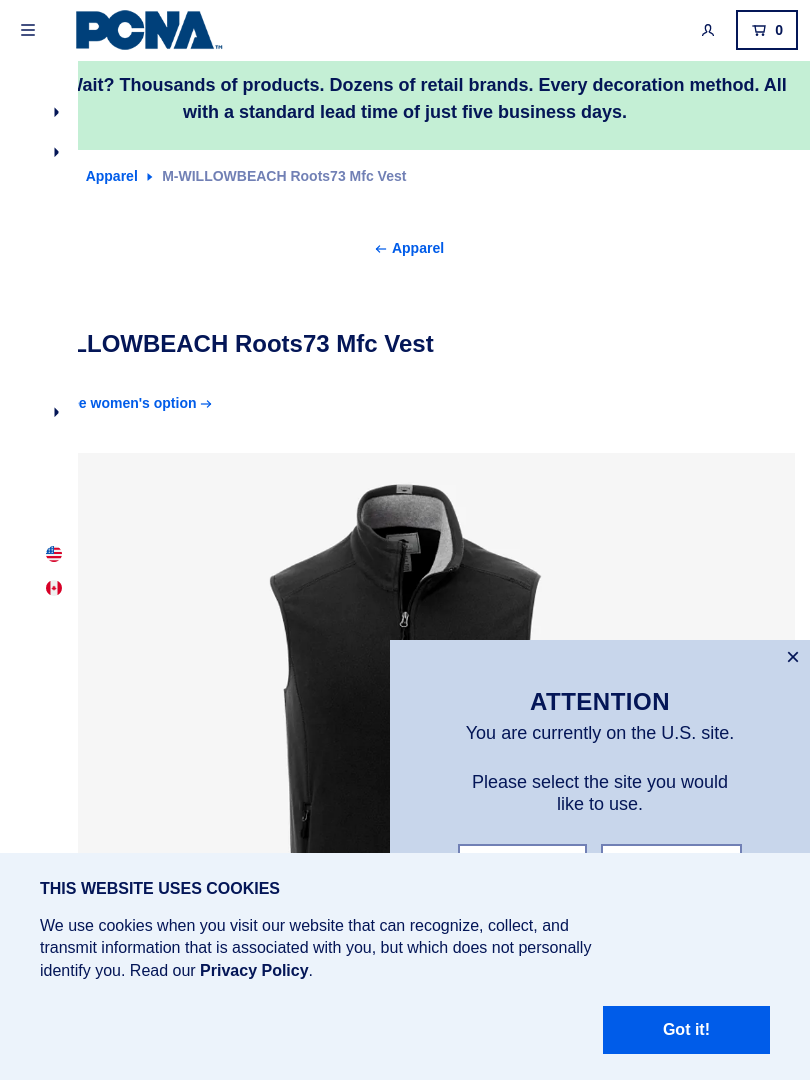 PCNA™
0
Wait? Thousands of products. Dozens of retail brands. Every decoration method. All
with a standard lead time of just five business days.
Apparel M-WILLOWBEACH Roots73 Mfc Vest
← Apparel
LLOWBEACH Roots73 Mfc Vest
e women's option →
ATTENTION
You are currently on the U.S. site.
Please select the site you would
like to use.
THIS WEBSITE USES COOKIES
We use cookies when you visit our website that can recognize, collect, and
transmit information that is associated with you, but which does not personally
identify you. Read our Privacy Policy.
Got it!